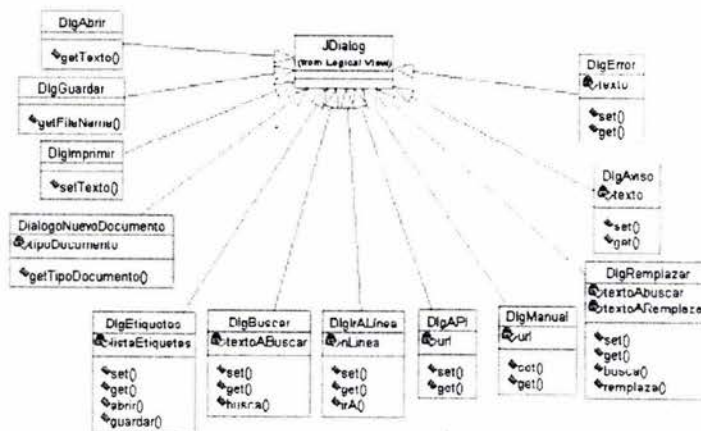 DlgAbrir
getTexto()
JDialog
(from Logical View)
DlgGuardar
getFileName()
DlgError
texto
set()
get()
DlgImprimir
setTexto()
DlgAviso
texto
set()
get()
DialogoNuevoDocumento
tipoDocumento
getTipoDocumento()
DlgEtiquetas
listaEtiquetas
set()
get()
abrir()
guardar()
DlgBuscar
textoABuscar
set()
get()
busca()
DlgIrALínea
nLinea
set()
get()
irA()
DlgAPI
url
set()
get()
DlgManual
url
set()
get()
DlgRemplazar
textoAbuscar
textoARemplaza
set()
get()
busca()
remplaza()